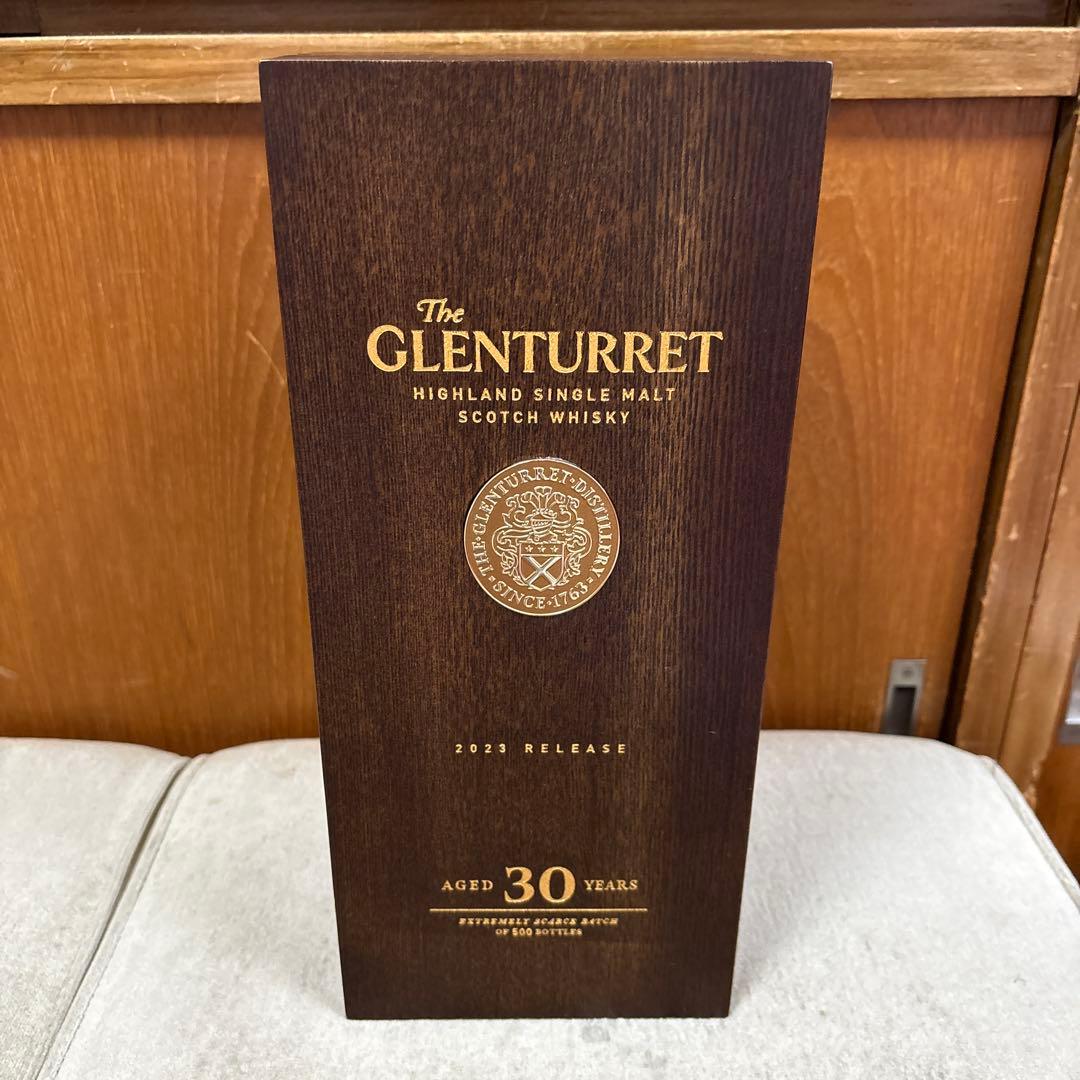 The
GLENTURRET
HIGHLAND SINGLE MALT
SCOTCH WHISKY
THE·GLENTURRET·DISTILLERY
SINCE·1763
2023 RELEASE
AGED 30 YEARS
EXTREMELY SCARCE BATCH
OF 500 BOTTLES